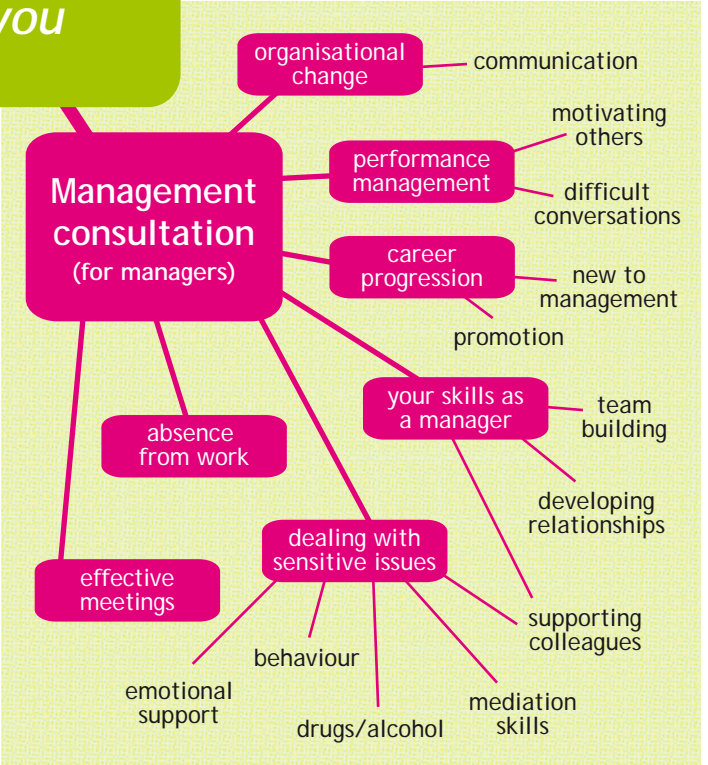 you
organisational
change
communication
Management
consultation
(for managers)
performance
management
motivating
others
difficult
conversations
career
progression
new to
management
promotion
your skills as
a manager
team
building
developing
relationships
supporting
colleagues
absence
from work
effective
meetings
dealing with
sensitive issues
emotional
support
behaviour
drugs/alcohol
mediation
skills